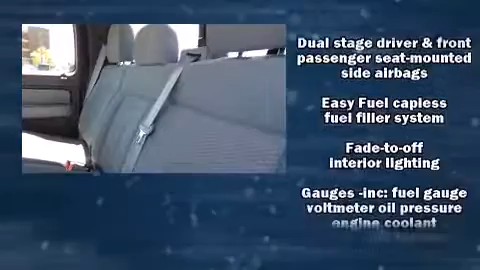 Dual stage driver & front
passenger seat-mounted
side airbags
Easy Fuel capless
fuel filler system
Fade-to-off
interior lighting
Gauges -inc: fuel gauge
voltmeter oil pressure
engine coolant